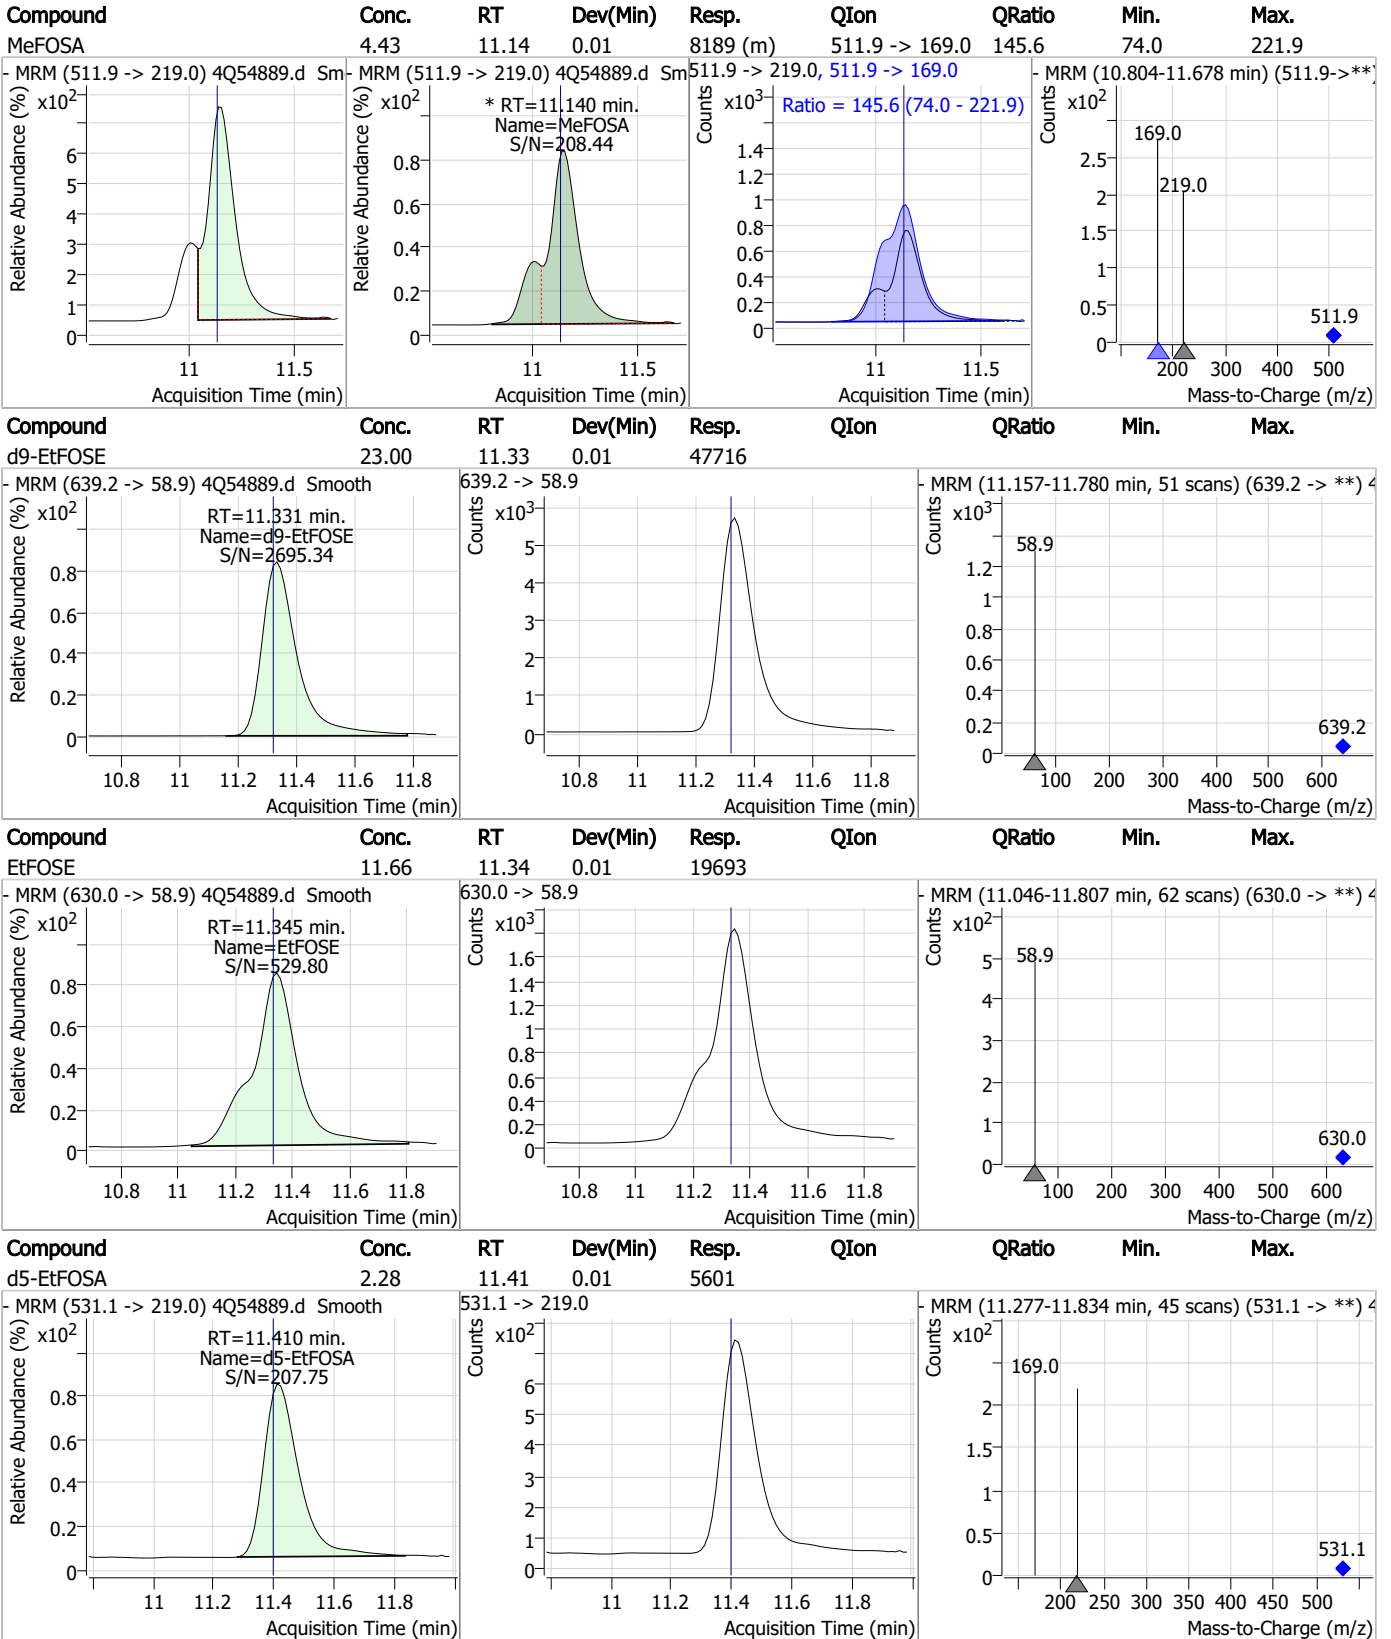 Compound Conc. RT Dev(Min) Resp. QIon QRatio Min. Max.
MeFOSA 4.43 11.14 0.01 8189 (m) 511.9 -> 169.0 145.6 74.0 221.9
- MRM (511.9 -> 219.0) 4Q54889.d Sm
- MRM (511.9 -> 219.0) 4Q54889.d Sm
511.9 -> 219.0, 511.9 -> 169.0
- MRM (10.804-11.678 min) (511.9->**)
Relative Abundance (%)
x10²
6
5
4
3
2
1
0
11 11.5
Acquisition Time (min)
Relative Abundance (%)
x10²
* RT=11.140 min.
Name=MeFOSA
S/N=208.44
0.8
0.6
0.4
0.2
0
11 11.5
Acquisition Time (min)
Counts
x10³
Ratio = 145.6 (74.0 - 221.9)
1.4
1.2
1
0.8
0.6
0.4
0.2
0
11 11.5
Acquisition Time (min)
Counts
x10²
169.0
219.0
511.9
2.5
2
1.5
1
0.5
0
200 300 400 500
Mass-to-Charge (m/z)
Compound Conc. RT Dev(Min) Resp. QIon QRatio Min. Max.
d9-EtFOSE 23.00 11.33 0.01 47716
- MRM (639.2 -> 58.9) 4Q54889.d Smooth
639.2 -> 58.9
- MRM (11.157-11.780 min, 51 scans) (639.2 -> **) 4
Relative Abundance (%)
x10²
RT=11.331 min.
Name=d9-EtFOSE
S/N=2695.34
0.8
0.6
0.4
0.2
0
10.8 11 11.2 11.4 11.6 11.8
Acquisition Time (min)
Counts
x10³
5
4
3
2
1
0
10.8 11 11.2 11.4 11.6 11.8
Acquisition Time (min)
Counts
x10³
58.9
639.2
1.2
1
0.8
0.6
0.4
0.2
0
100 200 300 400 500 600
Mass-to-Charge (m/z)
Compound Conc. RT Dev(Min) Resp. QIon QRatio Min. Max.
EtFOSE 11.66 11.34 0.01 19693
- MRM (630.0 -> 58.9) 4Q54889.d Smooth
630.0 -> 58.9
- MRM (11.046-11.807 min, 62 scans) (630.0 -> **) 4
Relative Abundance (%)
x10²
RT=11.345 min.
Name=EtFOSE
S/N=529.80
0.8
0.6
0.4
0.2
0
10.8 11 11.2 11.4 11.6 11.8
Acquisition Time (min)
Counts
x10³
1.6
1.4
1.2
1
0.8
0.6
0.4
0.2
0
10.8 11 11.2 11.4 11.6 11.8
Acquisition Time (min)
Counts
x10²
58.9
630.0
5
4
3
2
1
0
100 200 300 400 500 600
Mass-to-Charge (m/z)
Compound Conc. RT Dev(Min) Resp. QIon QRatio Min. Max.
d5-EtFOSA 2.28 11.41 0.01 5601
- MRM (531.1 -> 219.0) 4Q54889.d Smooth
531.1 -> 219.0
- MRM (11.277-11.834 min, 45 scans) (531.1 -> **) 4
Relative Abundance (%)
x10²
RT=11.410 min.
Name=d5-EtFOSA
S/N=207.75
0.8
0.6
0.4
0.2
0
11 11.2 11.4 11.6 11.8
Acquisition Time (min)
Counts
x10²
7
6
5
4
3
2
1
0
11 11.2 11.4 11.6 11.8
Acquisition Time (min)
Counts
x10²
169.0
531.1
2
1.5
1
0.5
0
200 250 300 350 400 450 500
Mass-to-Charge (m/z)